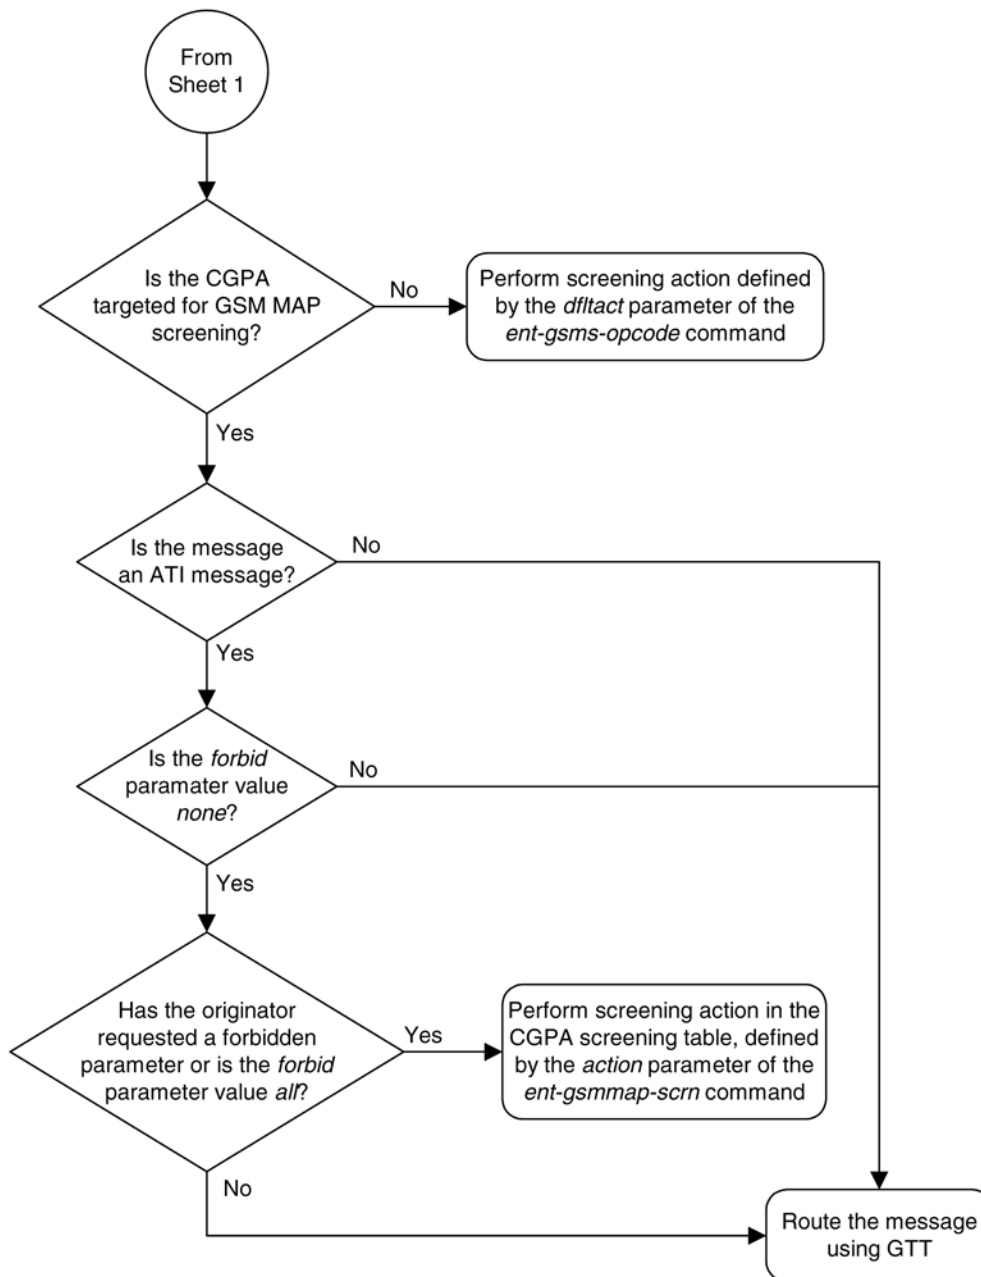 From
Sheet 1
Is the CGPA
targeted for GSM MAP
screening?
No
Perform screening action defined
by the dfltact parameter of the
ent-gsms-opcode command
Yes
Is the message
an ATI message?
No
Yes
Is the forbid
paramater value
none?
No
Yes
Has the originator
requested a forbidden
parameter or is the forbid
parameter value all?
Yes
Perform screening action in the
CGPA screening table, defined
by the action parameter of the
ent-gsmmap-scrn command
No
Route the message
using GTT